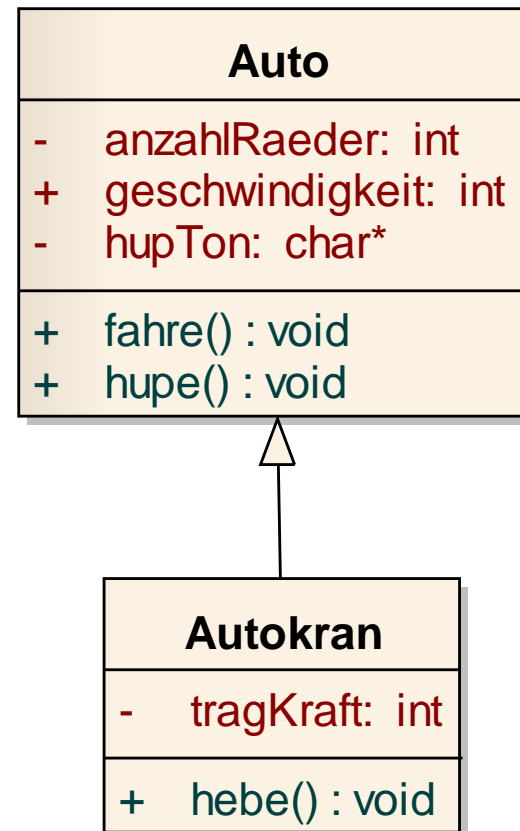 Auto
- anzahlRaeder: int
+ geschwindigkeit: int
- hupTon: char*
+ fahre() : void
+ hupe() : void
Autokran
- tragKraft: int
+ hebe() : void